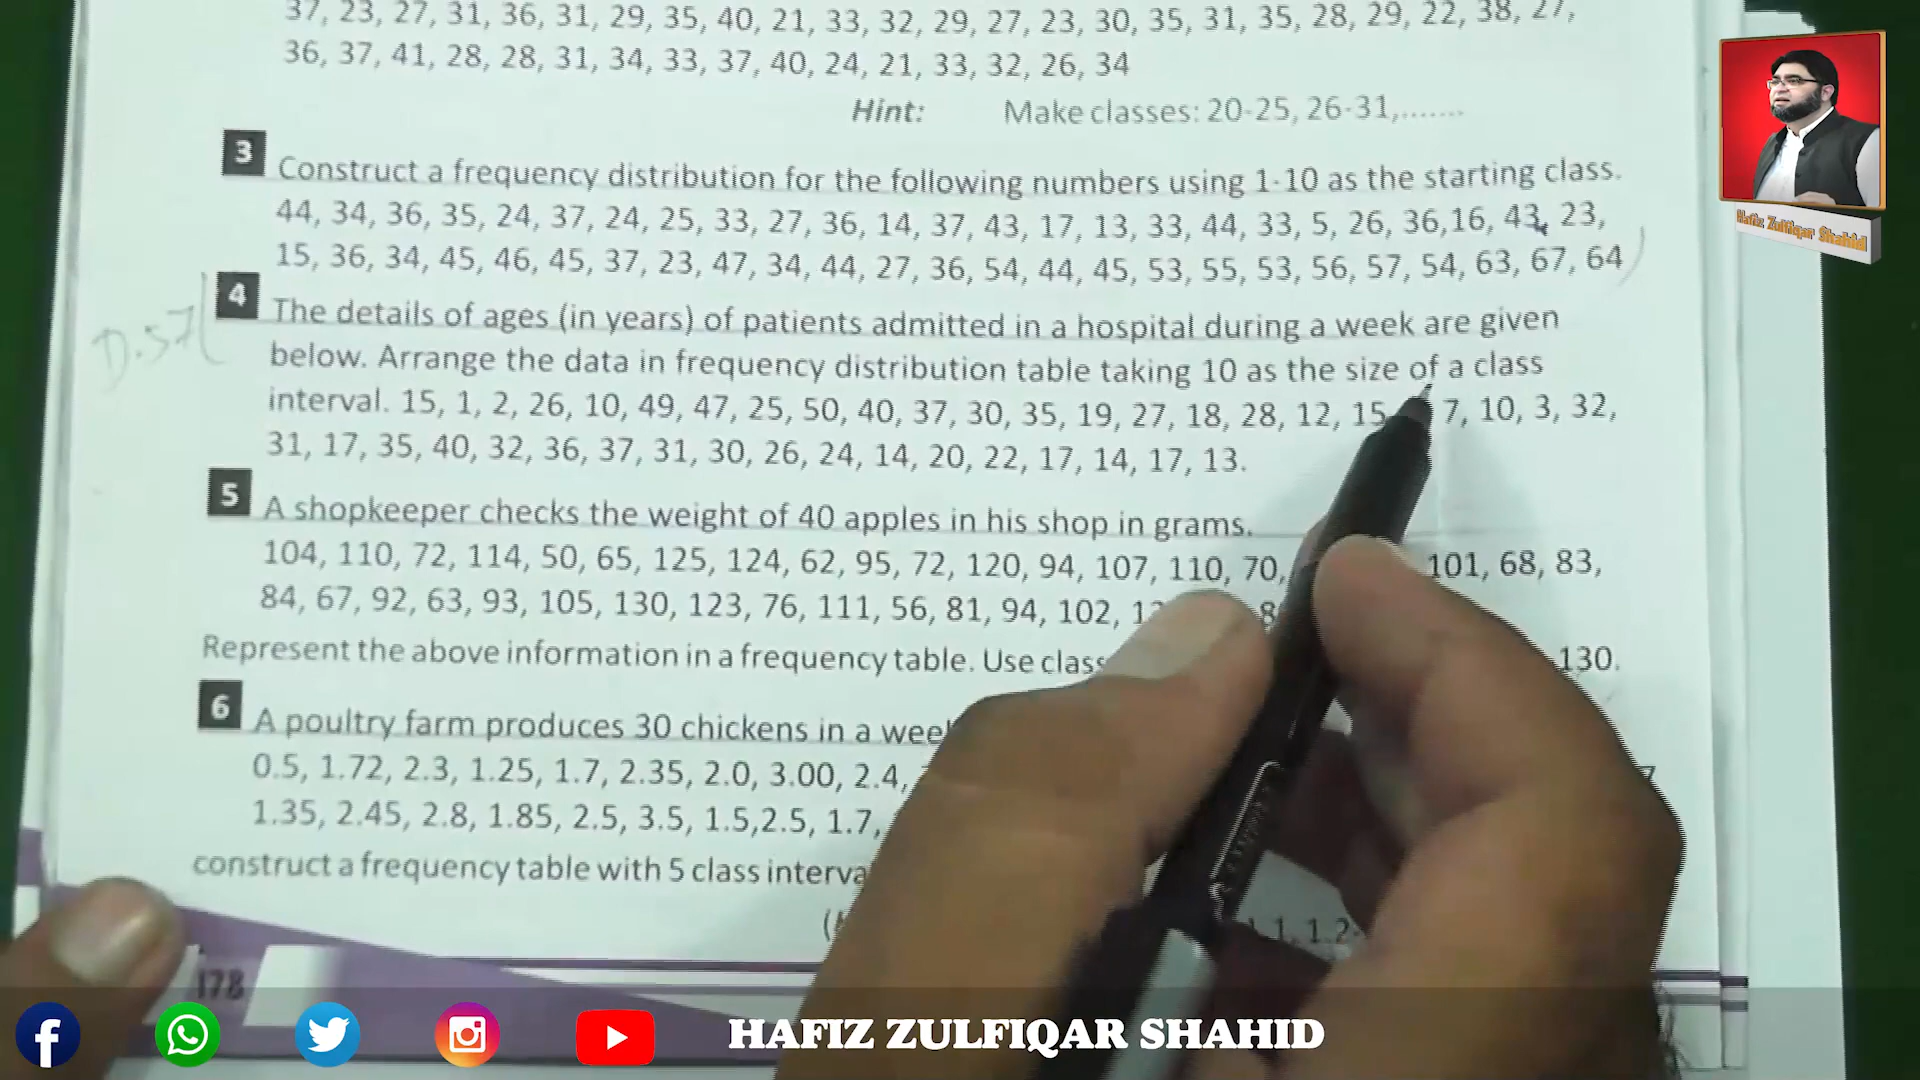 37, 23, 27, 31, 36, 31, 29, 35, 40, 21, 33, 32, 29, 27, 23, 30, 35, 31, 35, 28, 29, 22, 38, 27,
36, 37, 41, 28, 28, 31, 34, 33, 37, 40, 24, 21, 33, 32, 26, 34
Hint: Make classes: 20-25, 26-31,.......
3 Construct a frequency distribution for the following numbers using 1-10 as the starting class.
44, 34, 36, 35, 24, 37, 24, 25, 33, 27, 36, 14, 37, 43, 17, 13, 33, 44, 33, 5, 26, 36,16, 43, 23,
15, 36, 34, 45, 46, 45, 37, 23, 47, 34, 44, 27, 36, 54, 44, 45, 53, 55, 53, 56, 57, 54, 63, 67, 64
D.57
4 The details of ages (in years) of patients admitted in a hospital during a week are given
below. Arrange the data in frequency distribution table taking 10 as the size of a class
interval. 15, 1, 2, 26, 10, 49, 47, 25, 50, 40, 37, 30, 35, 19, 27, 18, 28, 12, 15 7, 10, 3, 32,
31, 17, 35, 40, 32, 36, 37, 31, 30, 26, 24, 14, 20, 22, 17, 14, 17, 13.
5 A shopkeeper checks the weight of 40 apples in his shop in grams.
104, 110, 72, 114, 50, 65, 125, 124, 62, 95, 72, 120, 94, 107, 110, 70, 101, 68, 83,
84, 67, 92, 63, 93, 105, 130, 123, 76, 111, 56, 81, 94, 102,
Represent the above information in a frequency table. Use 130.
6 A poultry farm produces 30 chickens in a
0.5, 1.72, 2.3, 1.25, 1.7, 2.35, 2.0, 3.00, 2.4,
1.35, 2.45, 2.8, 1.85, 2.5, 3.5, 1.5,2.5, 1.7,
construct a frequency table with 5 class
178
Hafiz Zulfiqar Shahid
HAFIZ ZULFIQAR SHAHID